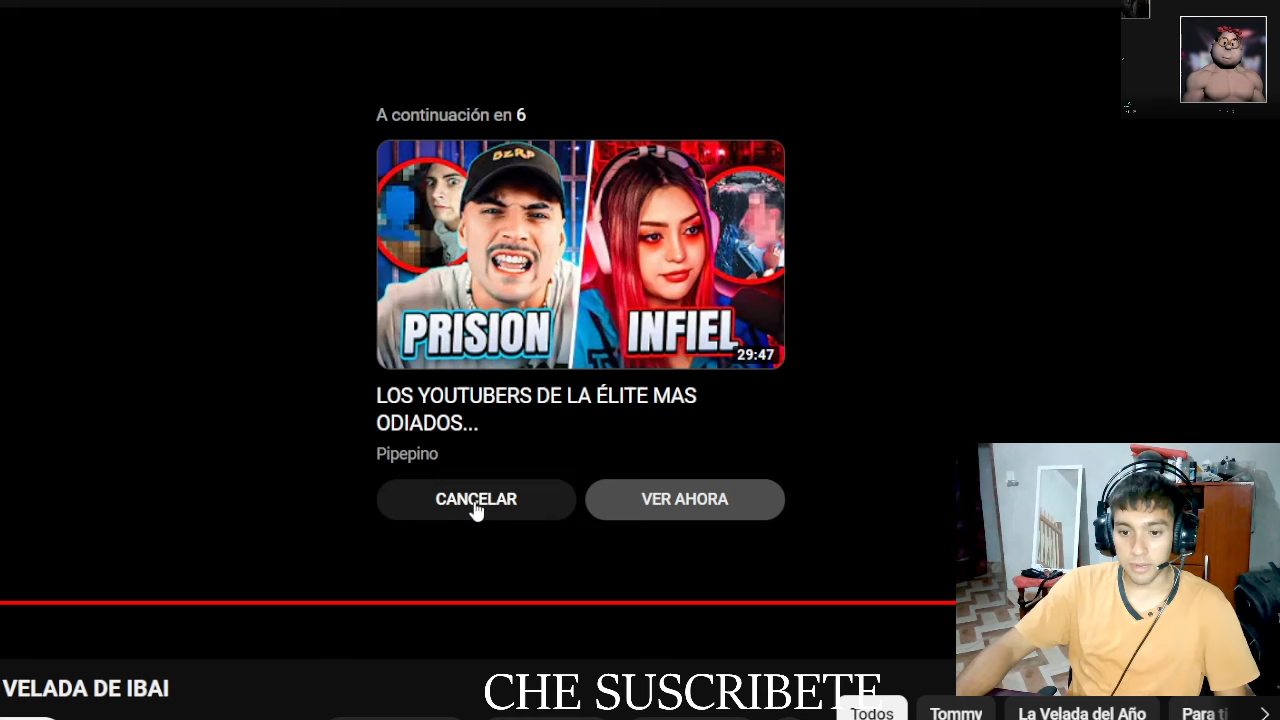 A continuación en 6
DZRP
PRISION
INFIEL
29:47
LOS YOUTUBERS DE LA ÉLITE MAS
ODIADOS...
Pipepino
CANCELAR
VER AHORA
VELADA DE IBAI
CHE SUSCRIBETE
Todos
Tommy
La Velada del Año
Para ti